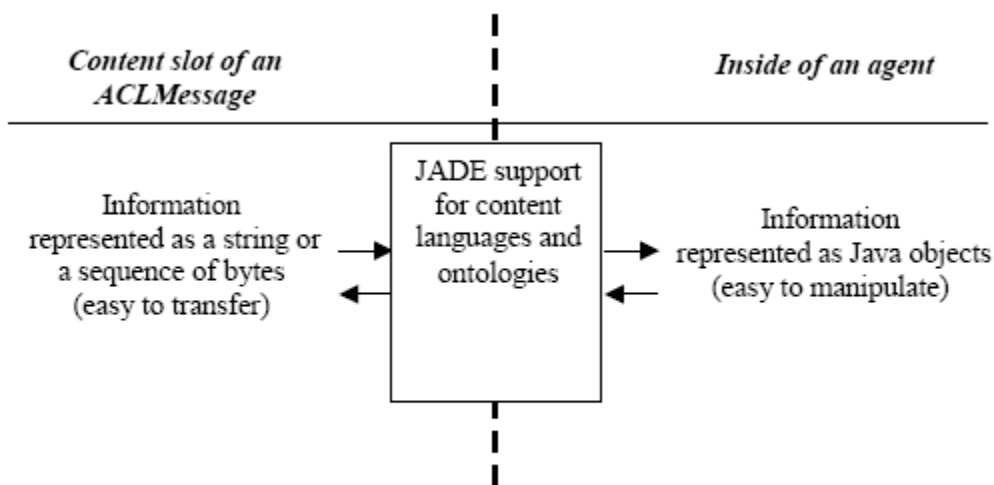 Content slot of an
ACLMessage
Inside of an agent
Information
represented as a string or
a sequence of bytes
(easy to transfer)
JADE support
for content
languages and
ontologies
Information
represented as Java objects
(easy to manipulate)